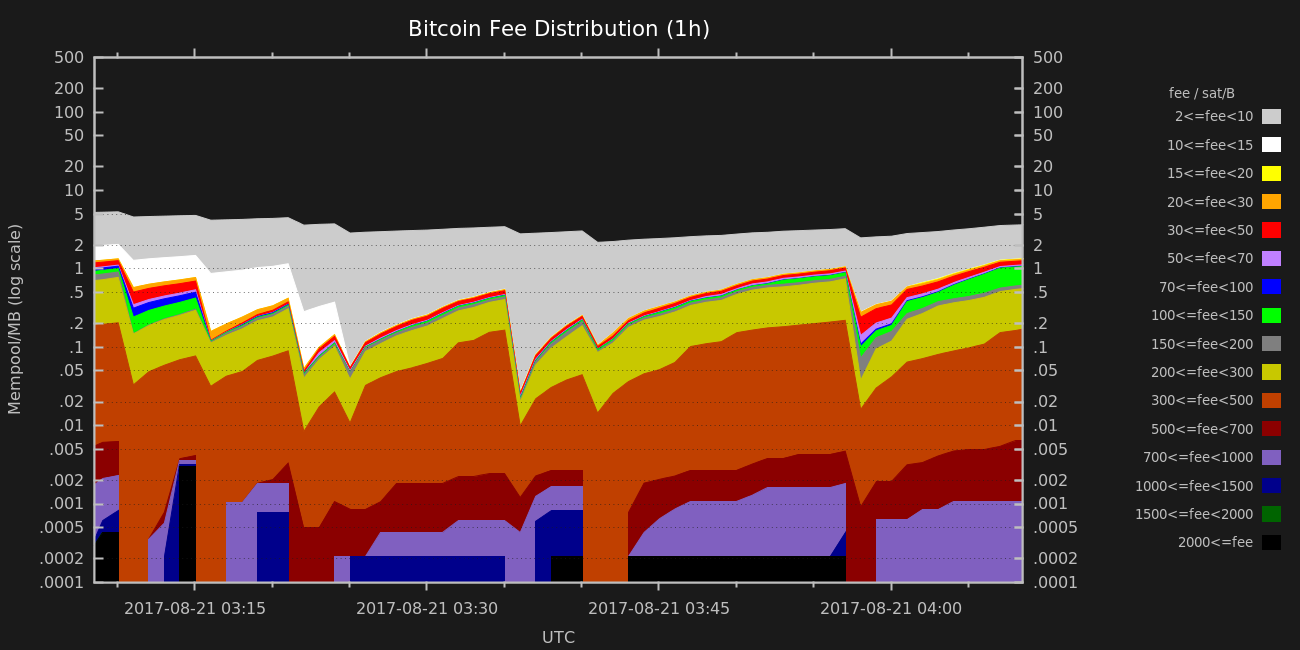 Bitcoin Fee Distribution (1h)
500
200
100
50
20
10
5
2
1
.5
.2
.1
.05
.02
.01
.005
.002
.001
.0005
.0002
.0001
Mempool/MB (log scale)
500
200
100
50
20
10
5
2
1
.5
.2
.1
.05
.02
.01
.005
.002
.001
.0005
.0002
.0001
2017-08-21 03:15 2017-08-21 03:30 2017-08-21 03:45 2017-08-21 04:00
UTC
fee / sat/B
2<=fee<10
10<=fee<15
15<=fee<20
20<=fee<30
30<=fee<50
50<=fee<70
70<=fee<100
100<=fee<150
150<=fee<200
200<=fee<300
300<=fee<500
500<=fee<700
700<=fee<1000
1000<=fee<1500
1500<=fee<2000
2000<=fee